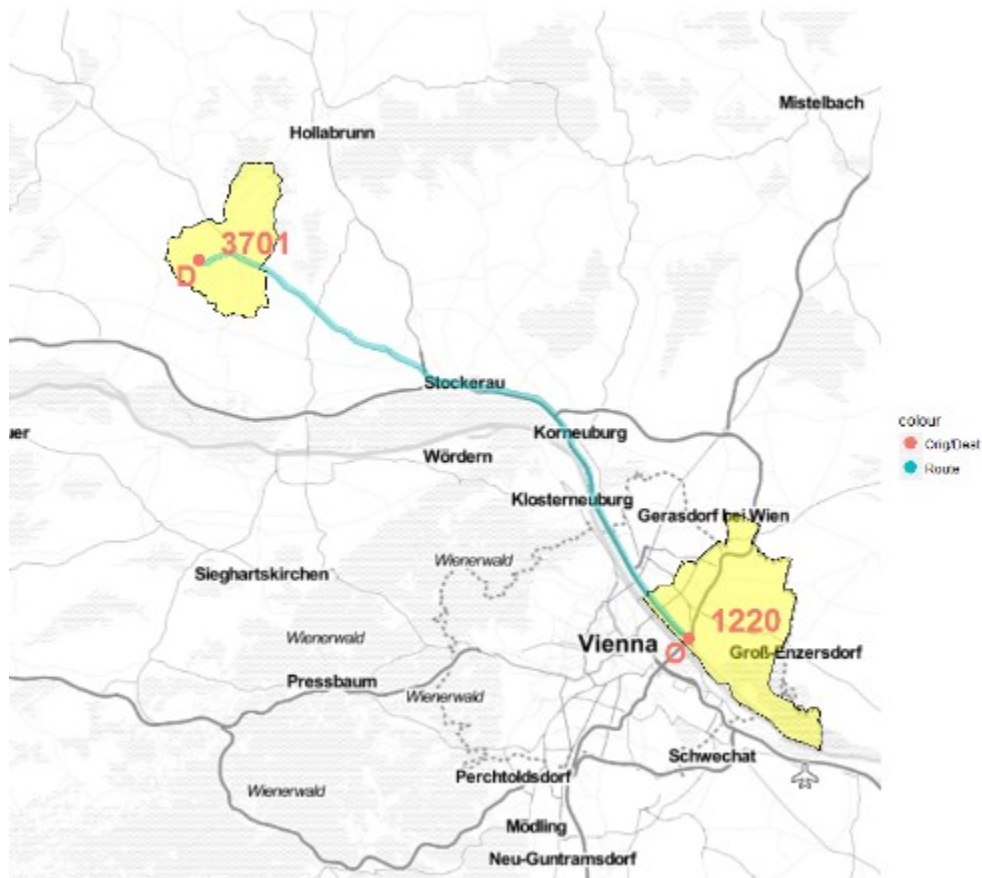 Mistelbach
Hollabrunn
3701
D
Stockerau
uer
Korneuburg
Wördern
colour
Orig/Dest
Route
Klosterneuburg
Gerasdorf bei Wien
Wienerwald
Sieghartskirchen
1220
Wienerwald
Vienna
O
Groß-Enzersdorf
Pressbaum
Wienerwald
Schwechat
Perchtoldsdorf
Wienerwald
Mödling
Neu-Guntramsdorf